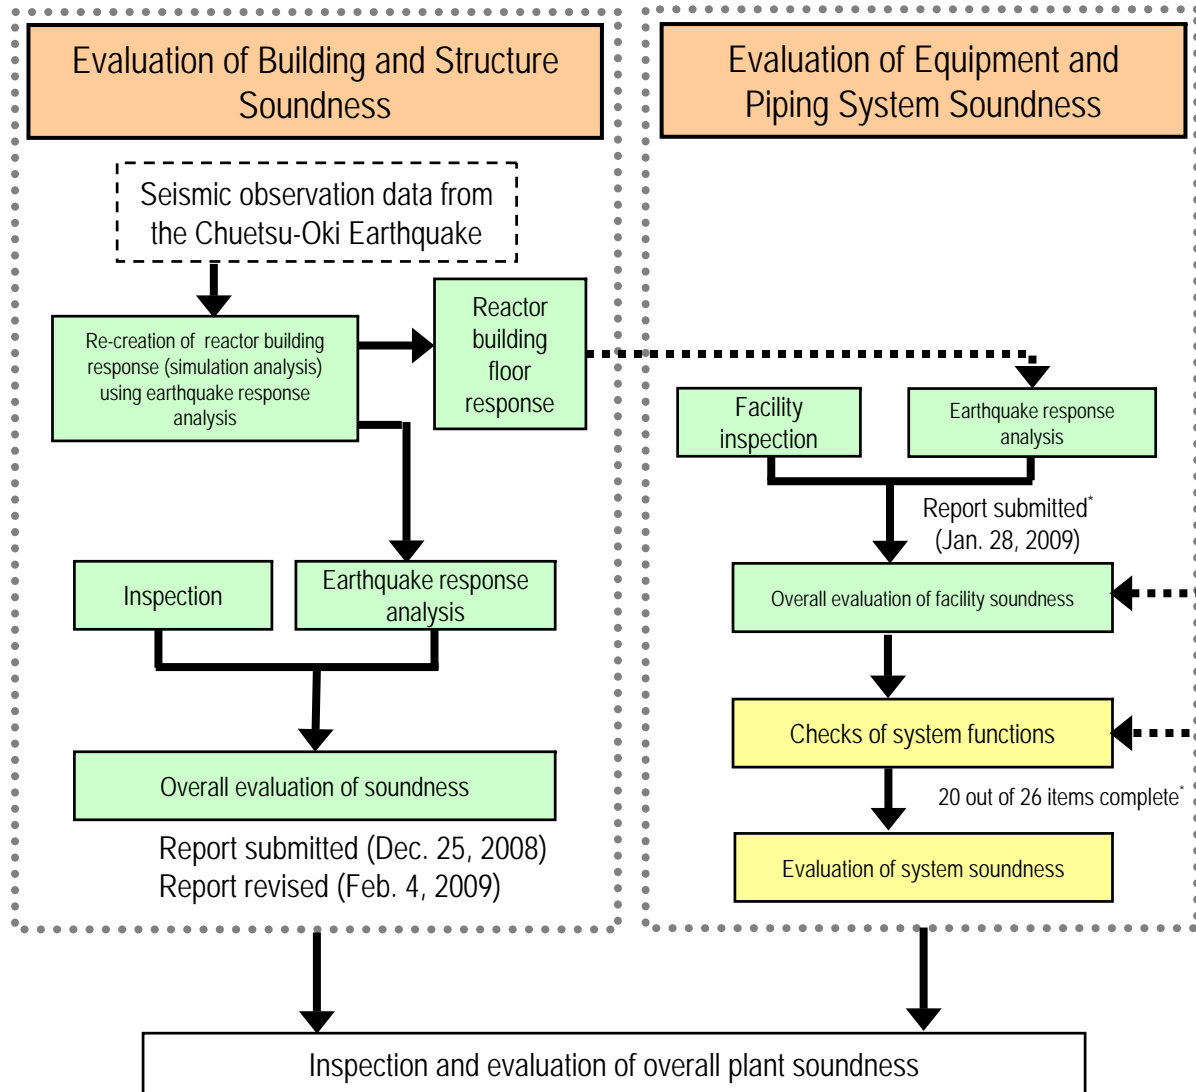 Evaluation of Building and Structure
Soundness
Seismic observation data from
the Chuetsu-Oki Earthquake
Re-creation of reactor building
response (simulation analysis)
using earthquake response
analysis
Reactor
building
floor
response
Inspection
Earthquake response
analysis
Overall evaluation of soundness
Report submitted (Dec. 25, 2008)
Report revised (Feb. 4, 2009)
Evaluation of Equipment and
Piping System Soundness
Facility
inspection
Earthquake response
analysis
Report submitted*
(Jan. 28, 2009)
Overall evaluation of facility soundness
Checks of system functions
20 out of 26 items complete*
Evaluation of system soundness
Inspection and evaluation of overall plant soundness